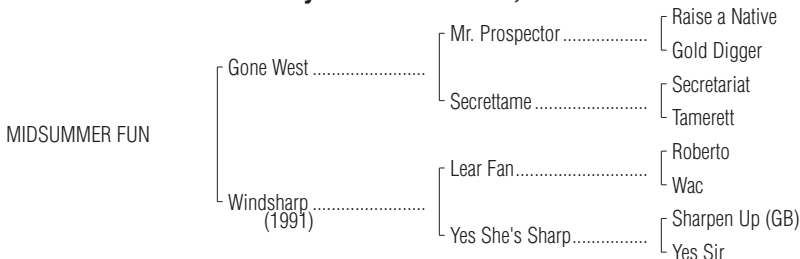 Raise a Native
Mr. Prospector
Gold Digger
Gone West
Secretariat
Secrettame
Tamerett
MIDSUMMER FUN
Roberto
Lear Fan
Wac
Windsharp
(1991)
Sharpen Up (GB)
Yes She's Sharp
Yes Sir